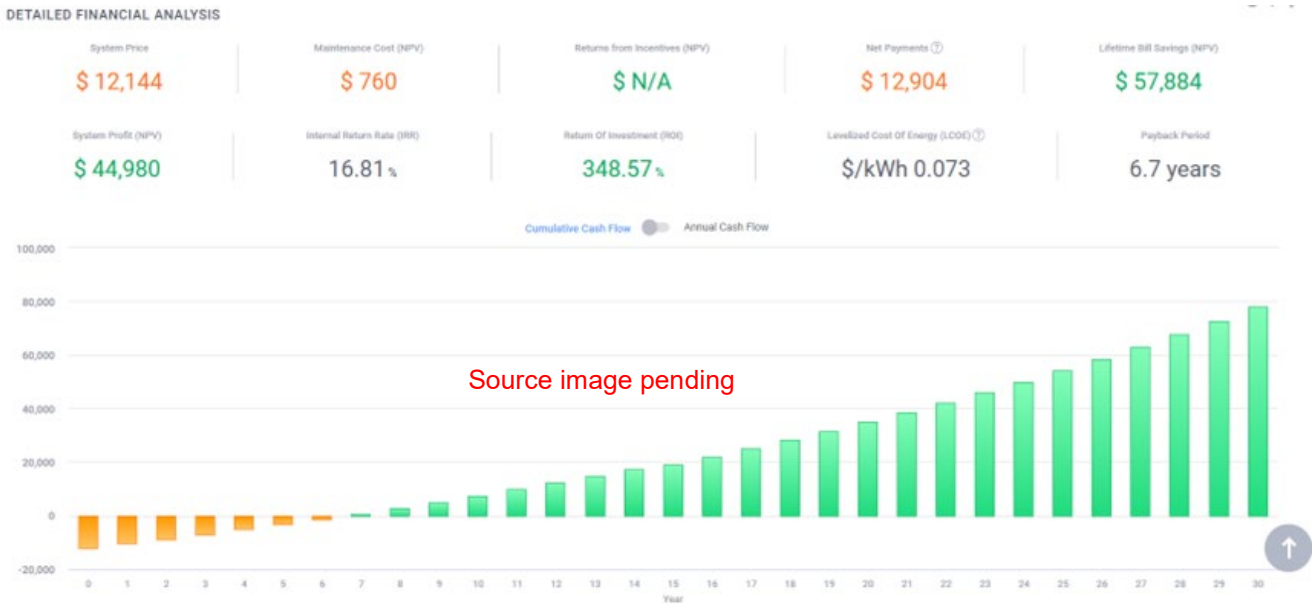 DETAILED FINANCIAL ANALYSIS
System Price Maintenance Cost (NPV) Returns from Incentives (NPV) Net Payments ? Lifetime Bill Savings (NPV)
$ 12,144 $ 760 $ N/A $ 12,904 $ 57,884
System Profit (NPV) Internal Return Rate (IRR) Return Of Investment (ROI) Levelized Cost Of Energy (LCOE) ? Payback Period
$ 44,980 16.81 % 348.57 % $/kWh 0.073 6.7 years
Cumulative Cash Flow Annual Cash Flow
100,000
80,000
60,000
Source image pending
40,000
20,000
0
-20,000
0 1 2 3 4 5 6 7 8 9 10 11 12 13 14 15 16 17 18 19 20 21 22 23 24 25 26 27 28 29 30
Year